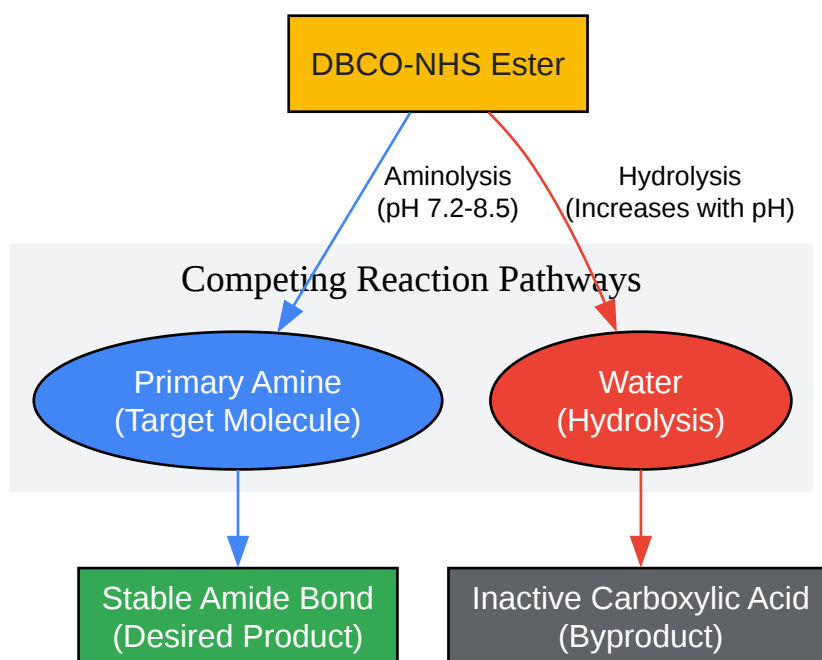 DBCO-NHS Ester
Aminolysis
(pH 7.2-8.5)
Hydrolysis
(Increases with pH)
Competing Reaction Pathways
Primary Amine
(Target Molecule)
Water
(Hydrolysis)
Stable Amide Bond
(Desired Product)
Inactive Carboxylic Acid
(Byproduct)